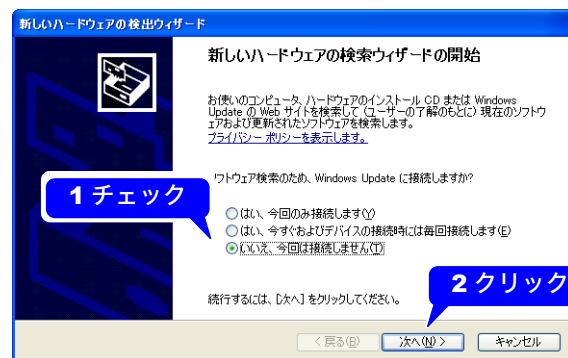 新しいハードウェアの検出ウィザード
新しいハードウェアの検索ウィザードの開始
お使いのコンピュータ、ハードウェアのインストール CD または Windows
Update の Web サイトを検索して (ユーザーの了解のもとに) 現在のソフトウ
ェアおよび更新されたソフトウェアを検索します。
プライバシー ポリシーを表示します。
ソフトウェア検索のため、Windows Update に接続しますか?
1 チェック
はい、今回のみ接続します(Y)
はい、今すぐおよびデバイスの接続時には毎回接続します(E)
いいえ、今回は接続しません(T)
2 クリック
続行するには、[次へ] をクリックしてください。
< 戻る(B)
次へ(N) >
キャンセル